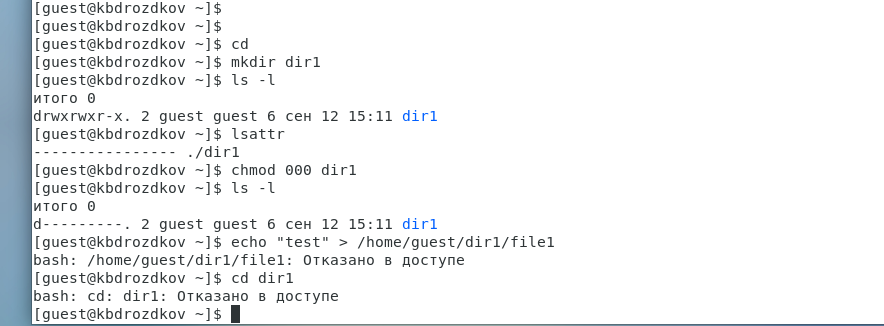 [guest@kbdrozdkov ~]$
[guest@kbdrozdkov ~]$
[guest@kbdrozdkov ~]$ cd
[guest@kbdrozdkov ~]$ mkdir dir1
[guest@kbdrozdkov ~]$ ls -l
итого 0
drwxrwxr-x. 2 guest guest 6 сен 12 15:11 dir1
[guest@kbdrozdkov ~]$ lsattr
---------------- ./dir1
[guest@kbdrozdkov ~]$ chmod 000 dir1
[guest@kbdrozdkov ~]$ ls -l
итого 0
d---------. 2 guest guest 6 сен 12 15:11 dir1
[guest@kbdrozdkov ~]$ echo "test" > /home/guest/dir1/file1
bash: /home/guest/dir1/file1: Отказано в доступе
[guest@kbdrozdkov ~]$ cd dir1
bash: cd: dir1: Отказано в доступе
[guest@kbdrozdkov ~]$